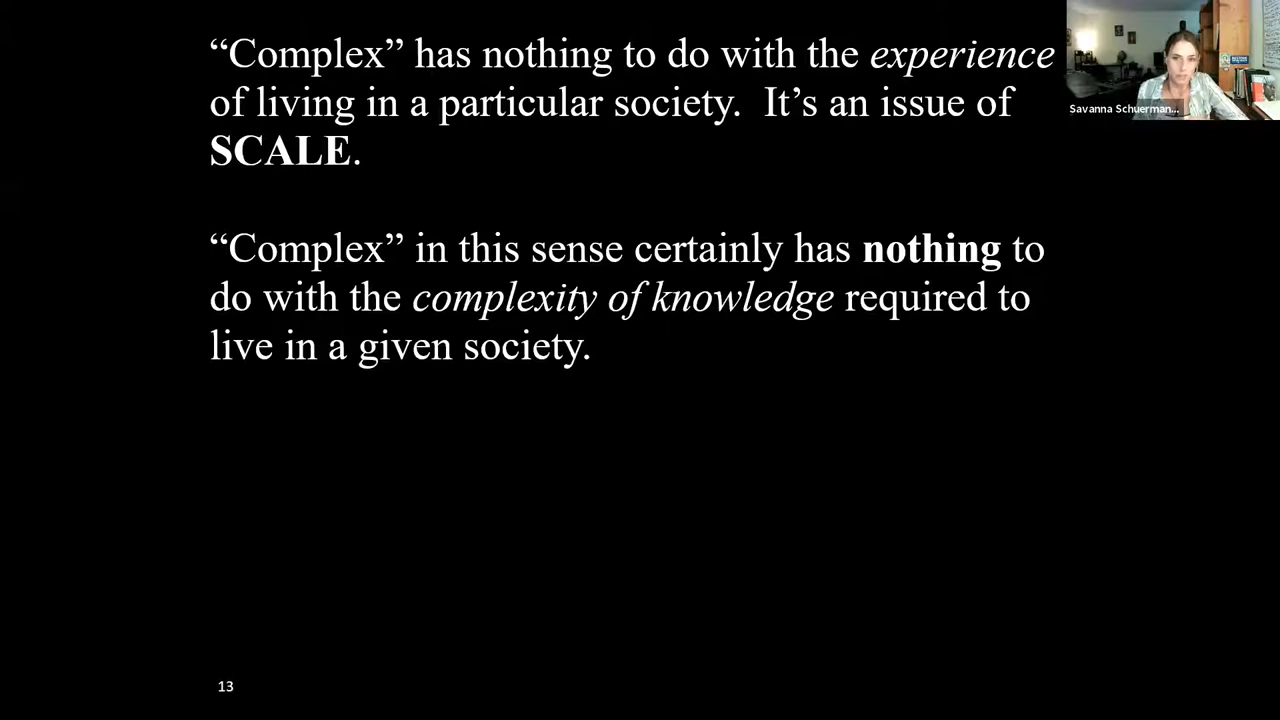 “Complex” has nothing to do with the experience
of living in a particular society.  It’s an issue of
SCALE.
“Complex” in this sense certainly has nothing to
do with the complexity of knowledge required to
live in a given society.
13
Savanna Schuerman...